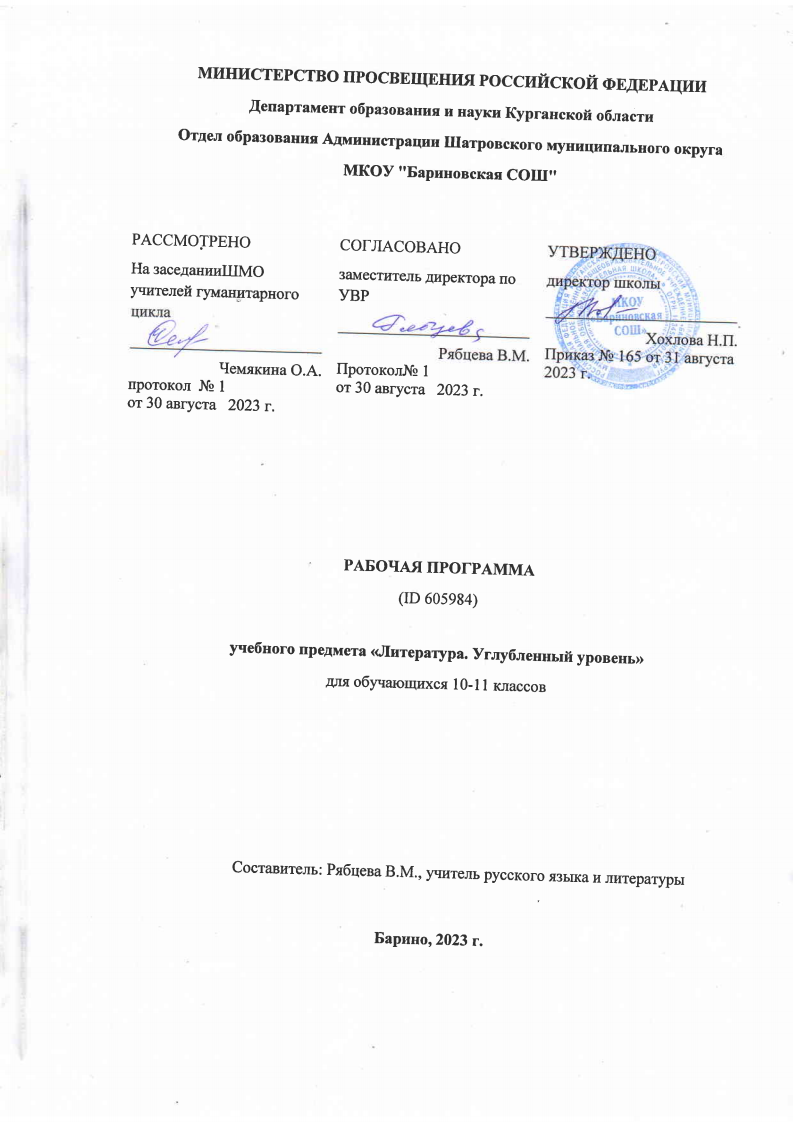 МИНИСТЕРСТВО ПРОСВЕЩЕНИЯ РОССИЙСКОЙ ФЕДЕРАЦИИ
Департамент образования и науки Курганской области
Отдел образования Администрации Шатровского муниципального округа
МКОУ "Бариновская СОШ"
РАССМОТРЕНО
На заседанииШМО
учителей гуманитарного
цикла
Чемякина О.А.
протокол № 1
от 30 августа 2023 г.
СОГЛАСОВАНО
заместитель директора по
УВР
Рябцева В.М.
Протокол№ 1
от 30 августа 2023 г.
УТВЕРЖДЕНО
директор школы
МКОУ
«Бариновская
СОШ»
Хохлова Н.П.
Приказ № 165 от 31 августа
2023 г.
РАБОЧАЯ ПРОГРАММА
(ID 605984)
учебного предмета «Литература. Углубленный уровень»
для обучающихся 10-11 классов
Составитель: Рябцева В.М., учитель русского языка и литературы
Барино, 2023 г.